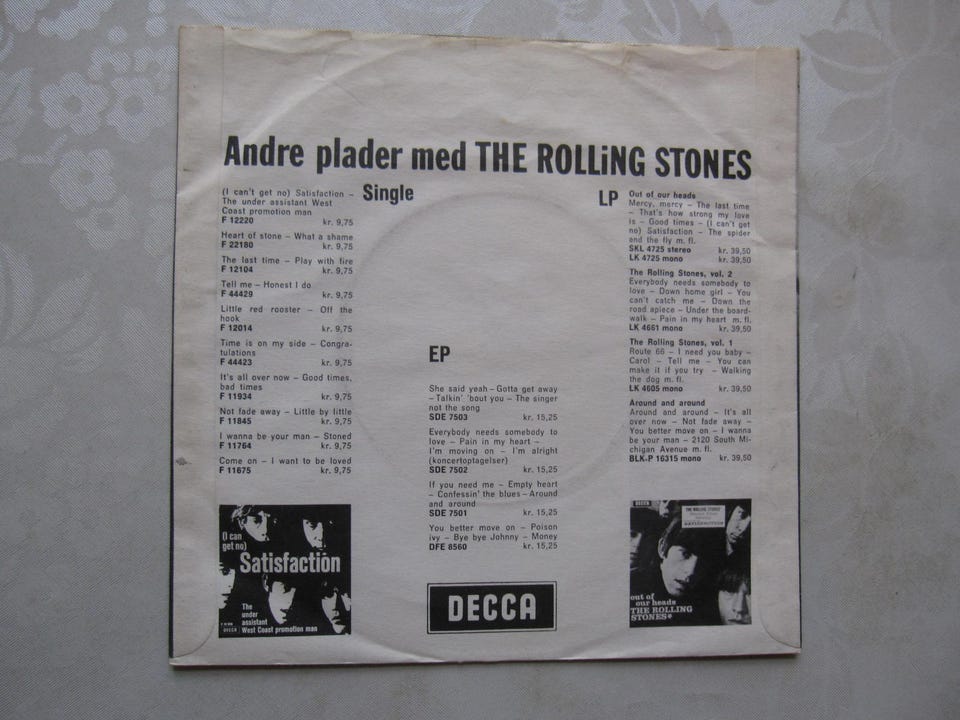 Andre plader med THE ROLLiNG STONES
Single
(I can't get no) Satisfaction –
The under assistant West
Coast promotion man
F 12220 kr. 9,75
Heart of stone – What a shame
F 22180 kr. 9,75
The last time – Play with fire
F 12104 kr. 9,75
Tell me – Honest I do
F 44429 kr. 9,75
Little red rooster – Off the
hook
F 12014 kr. 9,75
Time is on my side – Congra-
tulations
F 44423 kr. 9,75
It's all over now – Good times,
bad times
F 11934 kr. 9,75
Not fade away – Little by little
F 11845 kr. 9,75
I wanna be your man – Stoned
F 11764 kr. 9,75
Come on – I want to be loved
F 11675 kr. 9,75
(I can
get no)
Satisfaction
The
under
assistant
West Coast promotion man
DECCA
EP
She said yeah – Gotta get away
– Talkin' 'bout you – The singer
not the song
SDE 7503 kr. 15,25
Everybody needs somebody to
love – Pain in my heart –
I'm moving on – I'm alright
(koncertoptagelser)
SDE 7502 kr. 15,25
If you need me – Empty heart
– Confessin' the blues – Around
and around
SDE 7501 kr. 15,25
You better move on – Poison
ivy – Bye bye Johnny – Money
DFE 8560 kr. 15,25
DECCA
LP
Out of our heads
Mercy, mercy – The last time
– That's how strong my love
is – Good times – (I can't get
no) Satisfaction – The spider
and the fly m. fl.
SKL 4725 stereo kr. 39,50
LK 4725 mono kr. 39,50
The Rolling Stones, vol. 2
Everybody needs somebody to
love – Down home girl – You
can't catch me – Down the
road apiece – Under the board-
walk – Pain in my heart m. fl.
LK 4661 mono kr. 39,50
The Rolling Stones, vol. 1
Route 66 – I need you baby –
Carol – Tell me – You can
make it if you try – Walking
the dog m. fl.
LK 4605 mono kr. 39,50
Around and around
Around and around – It's all
over now – Not fade away –
You better move on – I wanna
be your man – 2120 South Mi-
chigan Avenue m. fl.
BLK-P 16315 mono kr. 39,50
DECCA
THE ROLLING STONES
out of
our heads
THE ROLLING
STONES